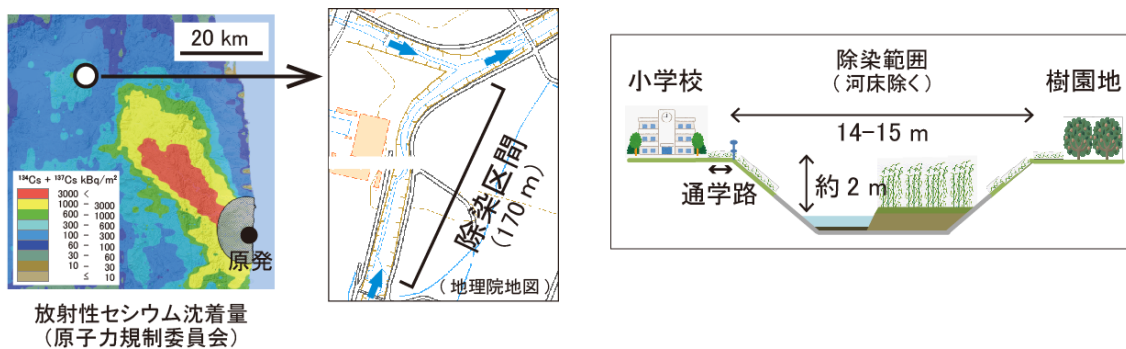 20 km
¹³⁴Cs + ¹³⁷Cs kBq/m²
3000 <
1000 - 3000
600 - 1000
300 - 600
100 - 300
60 - 100
30 - 60
10 - 30
≤ 10
原発
放射性セシウム沈着量
(原子力規制委員会)
除染区間
(170 m)
(地理院地図)
除染範囲
(河床除く)
小学校
樹園地
14-15 m
通学路
約 2 m